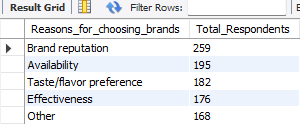 Result Grid Filter Rows:
Reasons_for_choosing_brands Total_Respondents
Brand reputation 259
Availability 195
Taste/flavor preference 182
Effectiveness 176
Other 168